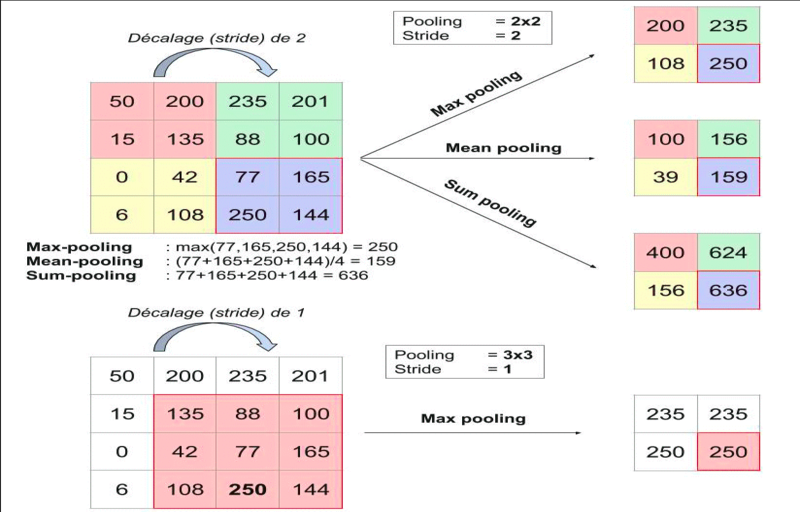 Décalage (stride) de 2
Pooling = 2x2
Stride = 2
50 200 235 201
15 135 88 100
0 42 77 165
6 108 250 144
Max pooling
Mean pooling
Sum pooling
200 235
108 250
100 156
39 159
400 624
156 636
Max-pooling : max(77,165,250,144) = 250
Mean-pooling : (77+165+250+144)/4 = 159
Sum-pooling : 77+165+250+144 = 636
Décalage (stride) de 1
Pooling = 3x3
Stride = 1
50 200 235 201
15 135 88 100
0 42 77 165
6 108 250 144
Max pooling
235 235
250 250